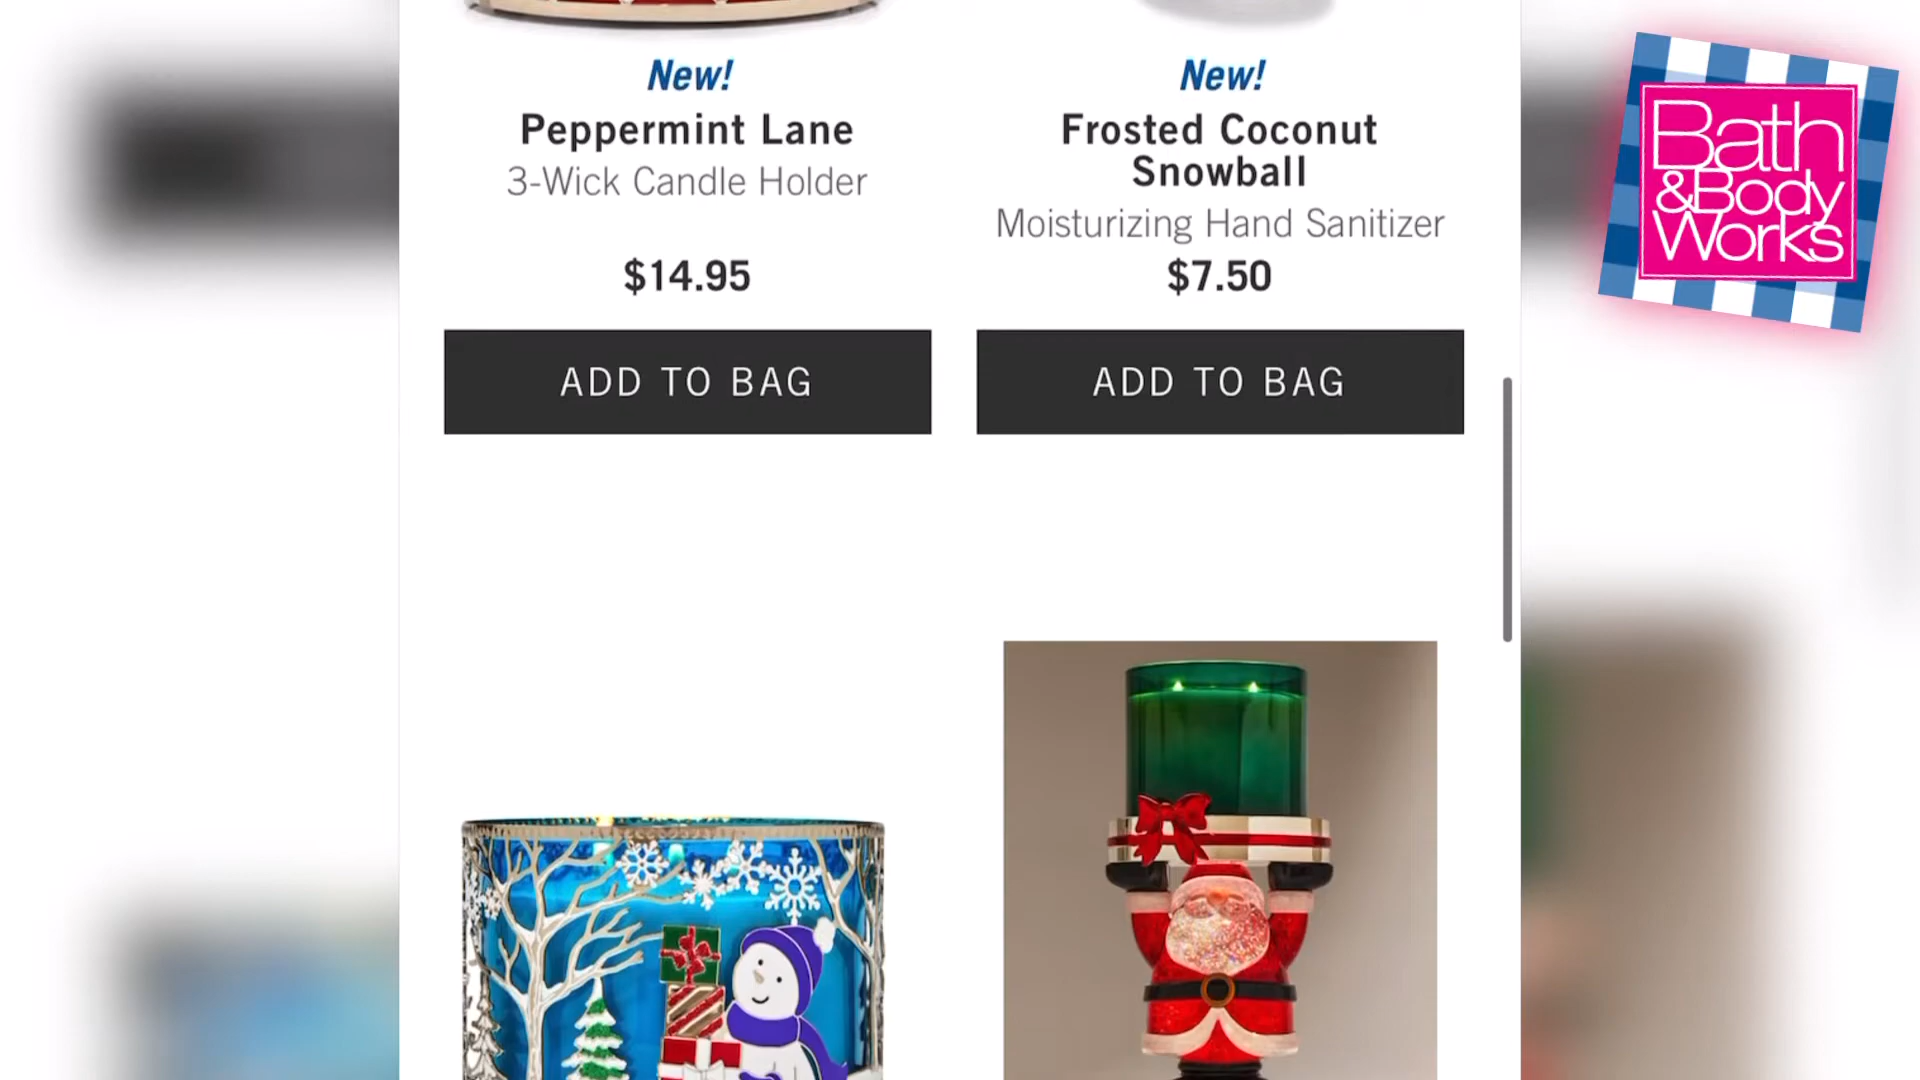 New!
Peppermint Lane
3-Wick Candle Holder
$14.95
ADD TO BAG
New!
Frosted Coconut
Snowball
Moisturizing Hand Sanitizer
$7.50
ADD TO BAG
Bath
&Body
Works